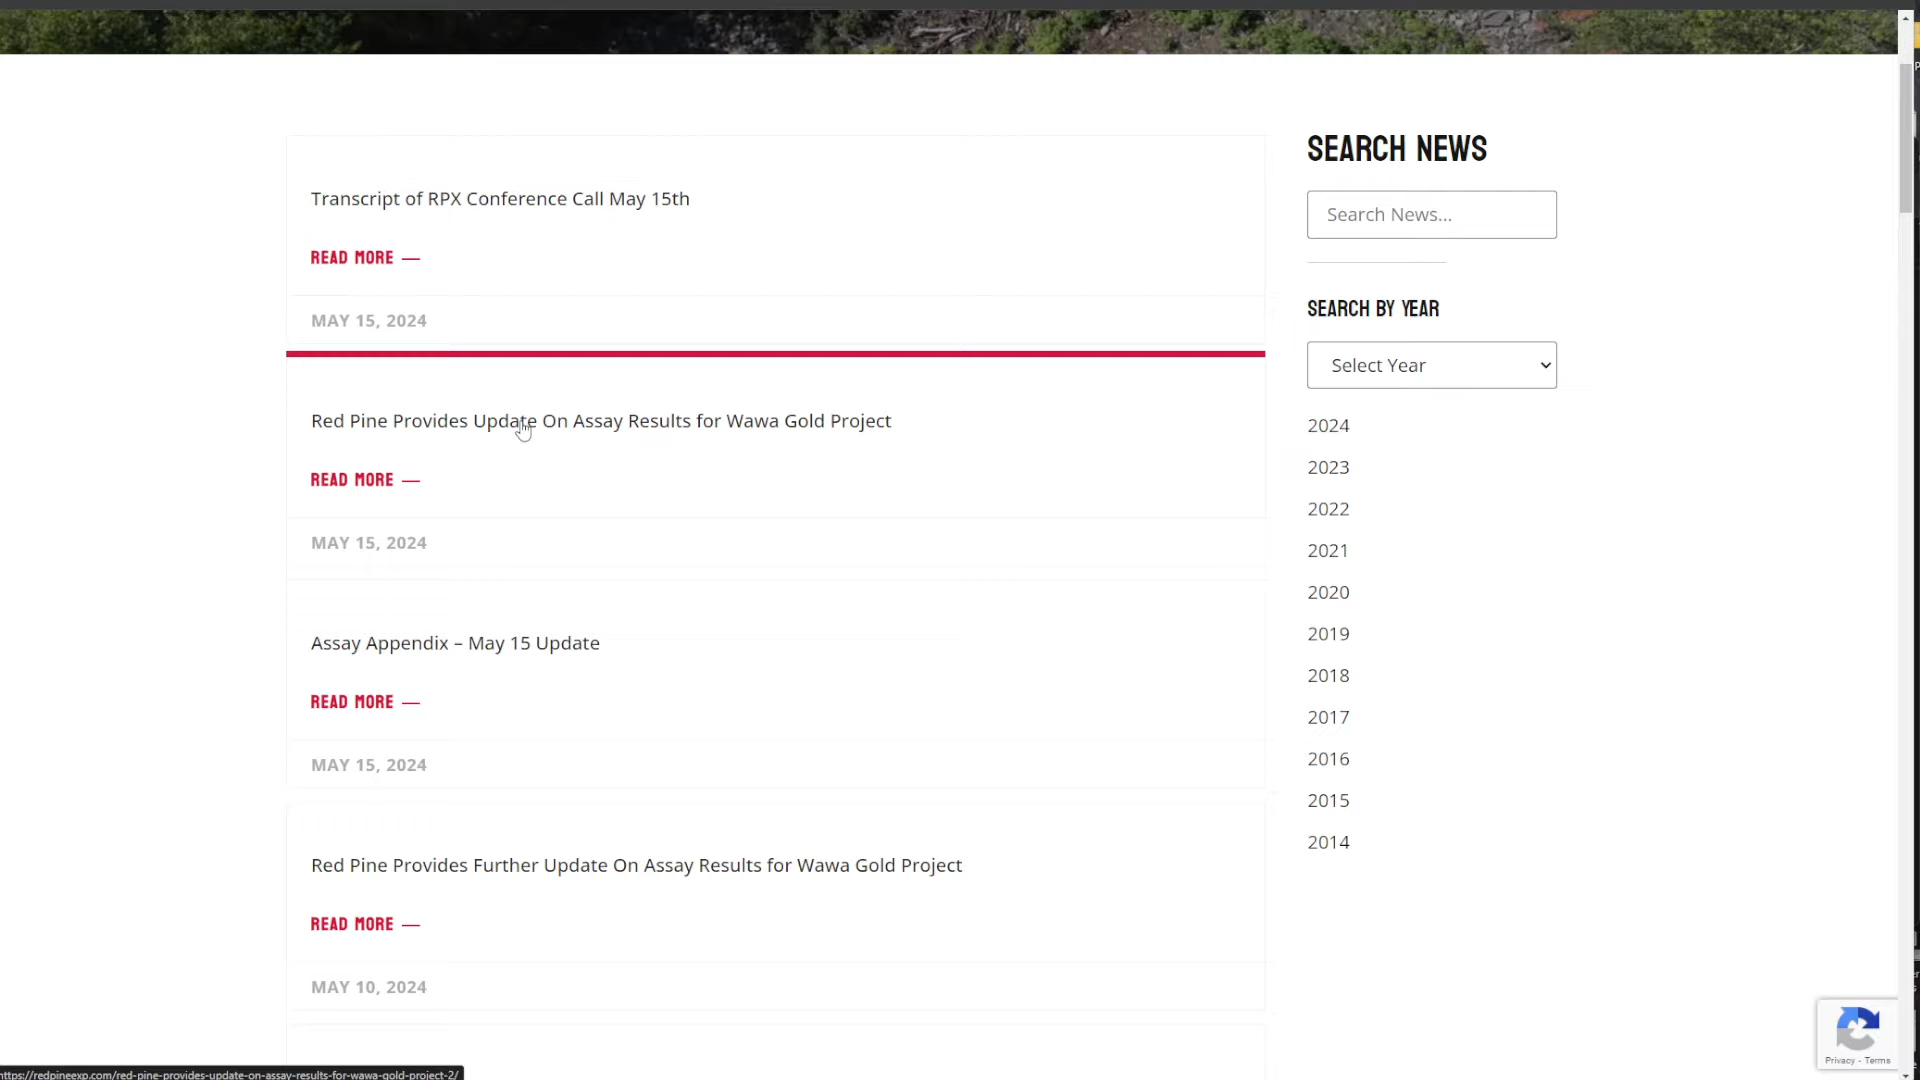 Transcript of RPX Conference Call May 15th
READ MORE —
MAY 15, 2024
Red Pine Provides Update On Assay Results for Wawa Gold Project
READ MORE —
MAY 15, 2024
Assay Appendix – May 15 Update
READ MORE —
MAY 15, 2024
Red Pine Provides Further Update On Assay Results for Wawa Gold Project
READ MORE —
MAY 10, 2024
SEARCH NEWS
Search News...
SEARCH BY YEAR
Select Year
2024
2023
2022
2021
2020
2019
2018
2017
2016
2015
2014
Privacy - Terms
https://redpineexp.com/red-pine-provides-update-on-assay-results-for-wawa-gold-project-2/